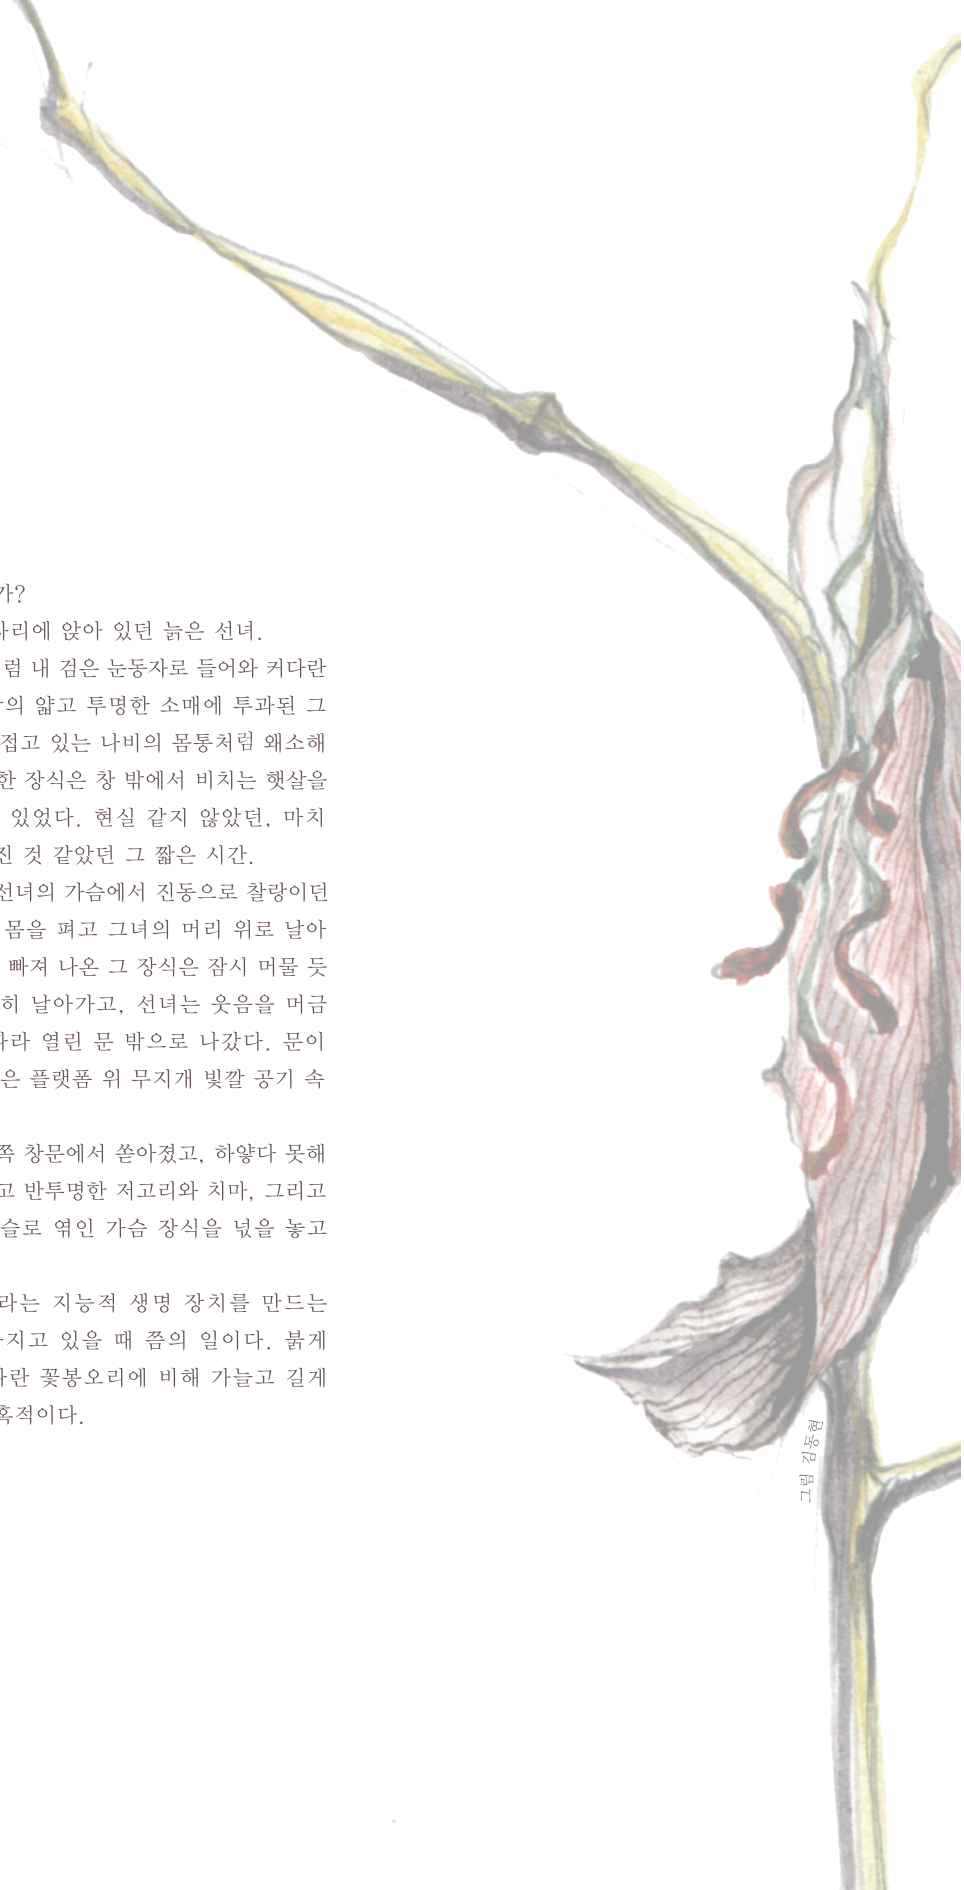 가?
자리에 앉아 있던 늙은 선녀.
럼 내 검은 눈동자로 들어와 커다란
의 얇고 투명한 소매에 투과된 그
접고 있는 나비의 몸통처럼 왜소해
한 장식은 창 밖에서 비치는 햇살을
있었다. 현실 같지 않았던, 마치
진 것 같았던 그 짧은 시간.
선녀의 가슴에서 진동으로 찰랑이던
몸을 펴고 그녀의 머리 위로 날아
빠져 나온 그 장식은 잠시 머물 듯
히 날아가고, 선녀는 웃음을 머금
따라 열린 문 밖으로 나갔다. 문이
은 플랫폼 위 무지개 빛깔 공기 속
쪽 창문에서 쏟아졌고, 하얗다 못해
고 반투명한 저고리와 치마, 그리고
슬로 엮인 가슴 장식을 넋을 놓고
라는 지능적 생명 장치를 만드는
지고 있을 때 쯤의 일이다. 붉게
다란 꽃봉오리에 비해 가늘고 길게
혹적이다.
그림 김동현